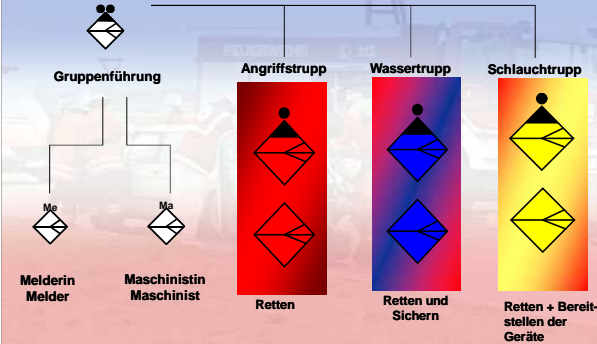 FEUERWEHR
Gruppenführung
Angriffstrupp
Wassertrupp
Schlauchtrupp
Me
Ma
Melderin
Melder
Maschinistin
Maschinist
Retten
Retten und
Sichern
Retten + Bereit-
stellen der
Geräte